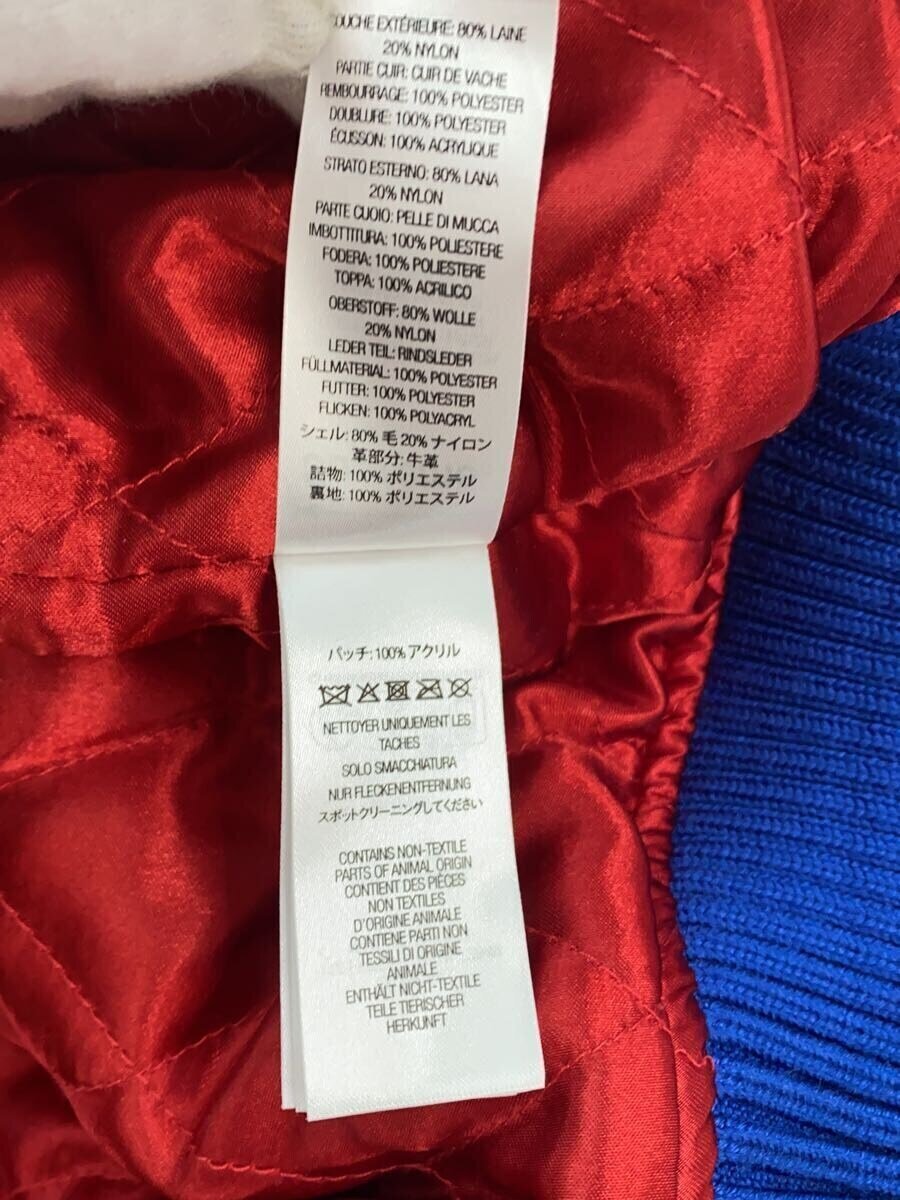 COUCHE EXTÉRIEURE: 80% LAINE
20% NYLON
PARTIE CUIR: CUIR DE VACHE
REMBOURRAGE: 100% POLYESTER
DOUBLURE: 100% POLYESTER
ÉCUSSON: 100% ACRYLIQUE
STRATO ESTERNO: 80% LANA
20% NYLON
PARTE CUOIO: PELLE DI MUCCA
IMBOTTITURA: 100% POLIESTERE
FODERA: 100% POLIESTERE
TOPPA: 100% ACRILICO
OBERSTOFF: 80% WOLLE
20% NYLON
LEDER TEIL: RINDSLEDER
FÜLLMATERIAL: 100% POLYESTER
FUTTER: 100% POLYESTER
FLICKEN: 100% POLYACRYL
シェル: 80% 毛 20% ナイロン
革部分: 牛革
詰物: 100% ポリエステル
裏地: 100% ポリエステル
パッチ: 100% アクリル
NETTOYER UNIQUEMENT LES
TACHES
SOLO SMACCHIATURA
NUR FLECKENENTFERNUNG
スポットクリーニングしてください
CONTAINS NON-TEXTILE
PARTS OF ANIMAL ORIGIN
CONTIENT DES PIÈCES
NON TEXTILES
D'ORIGINE ANIMALE
CONTIENE PARTI NON
TESSILI DI ORIGINE
ANIMALE
ENTHÄLT NICHT-TEXTILE
TEILE TIERISCHER
HERKUNFT